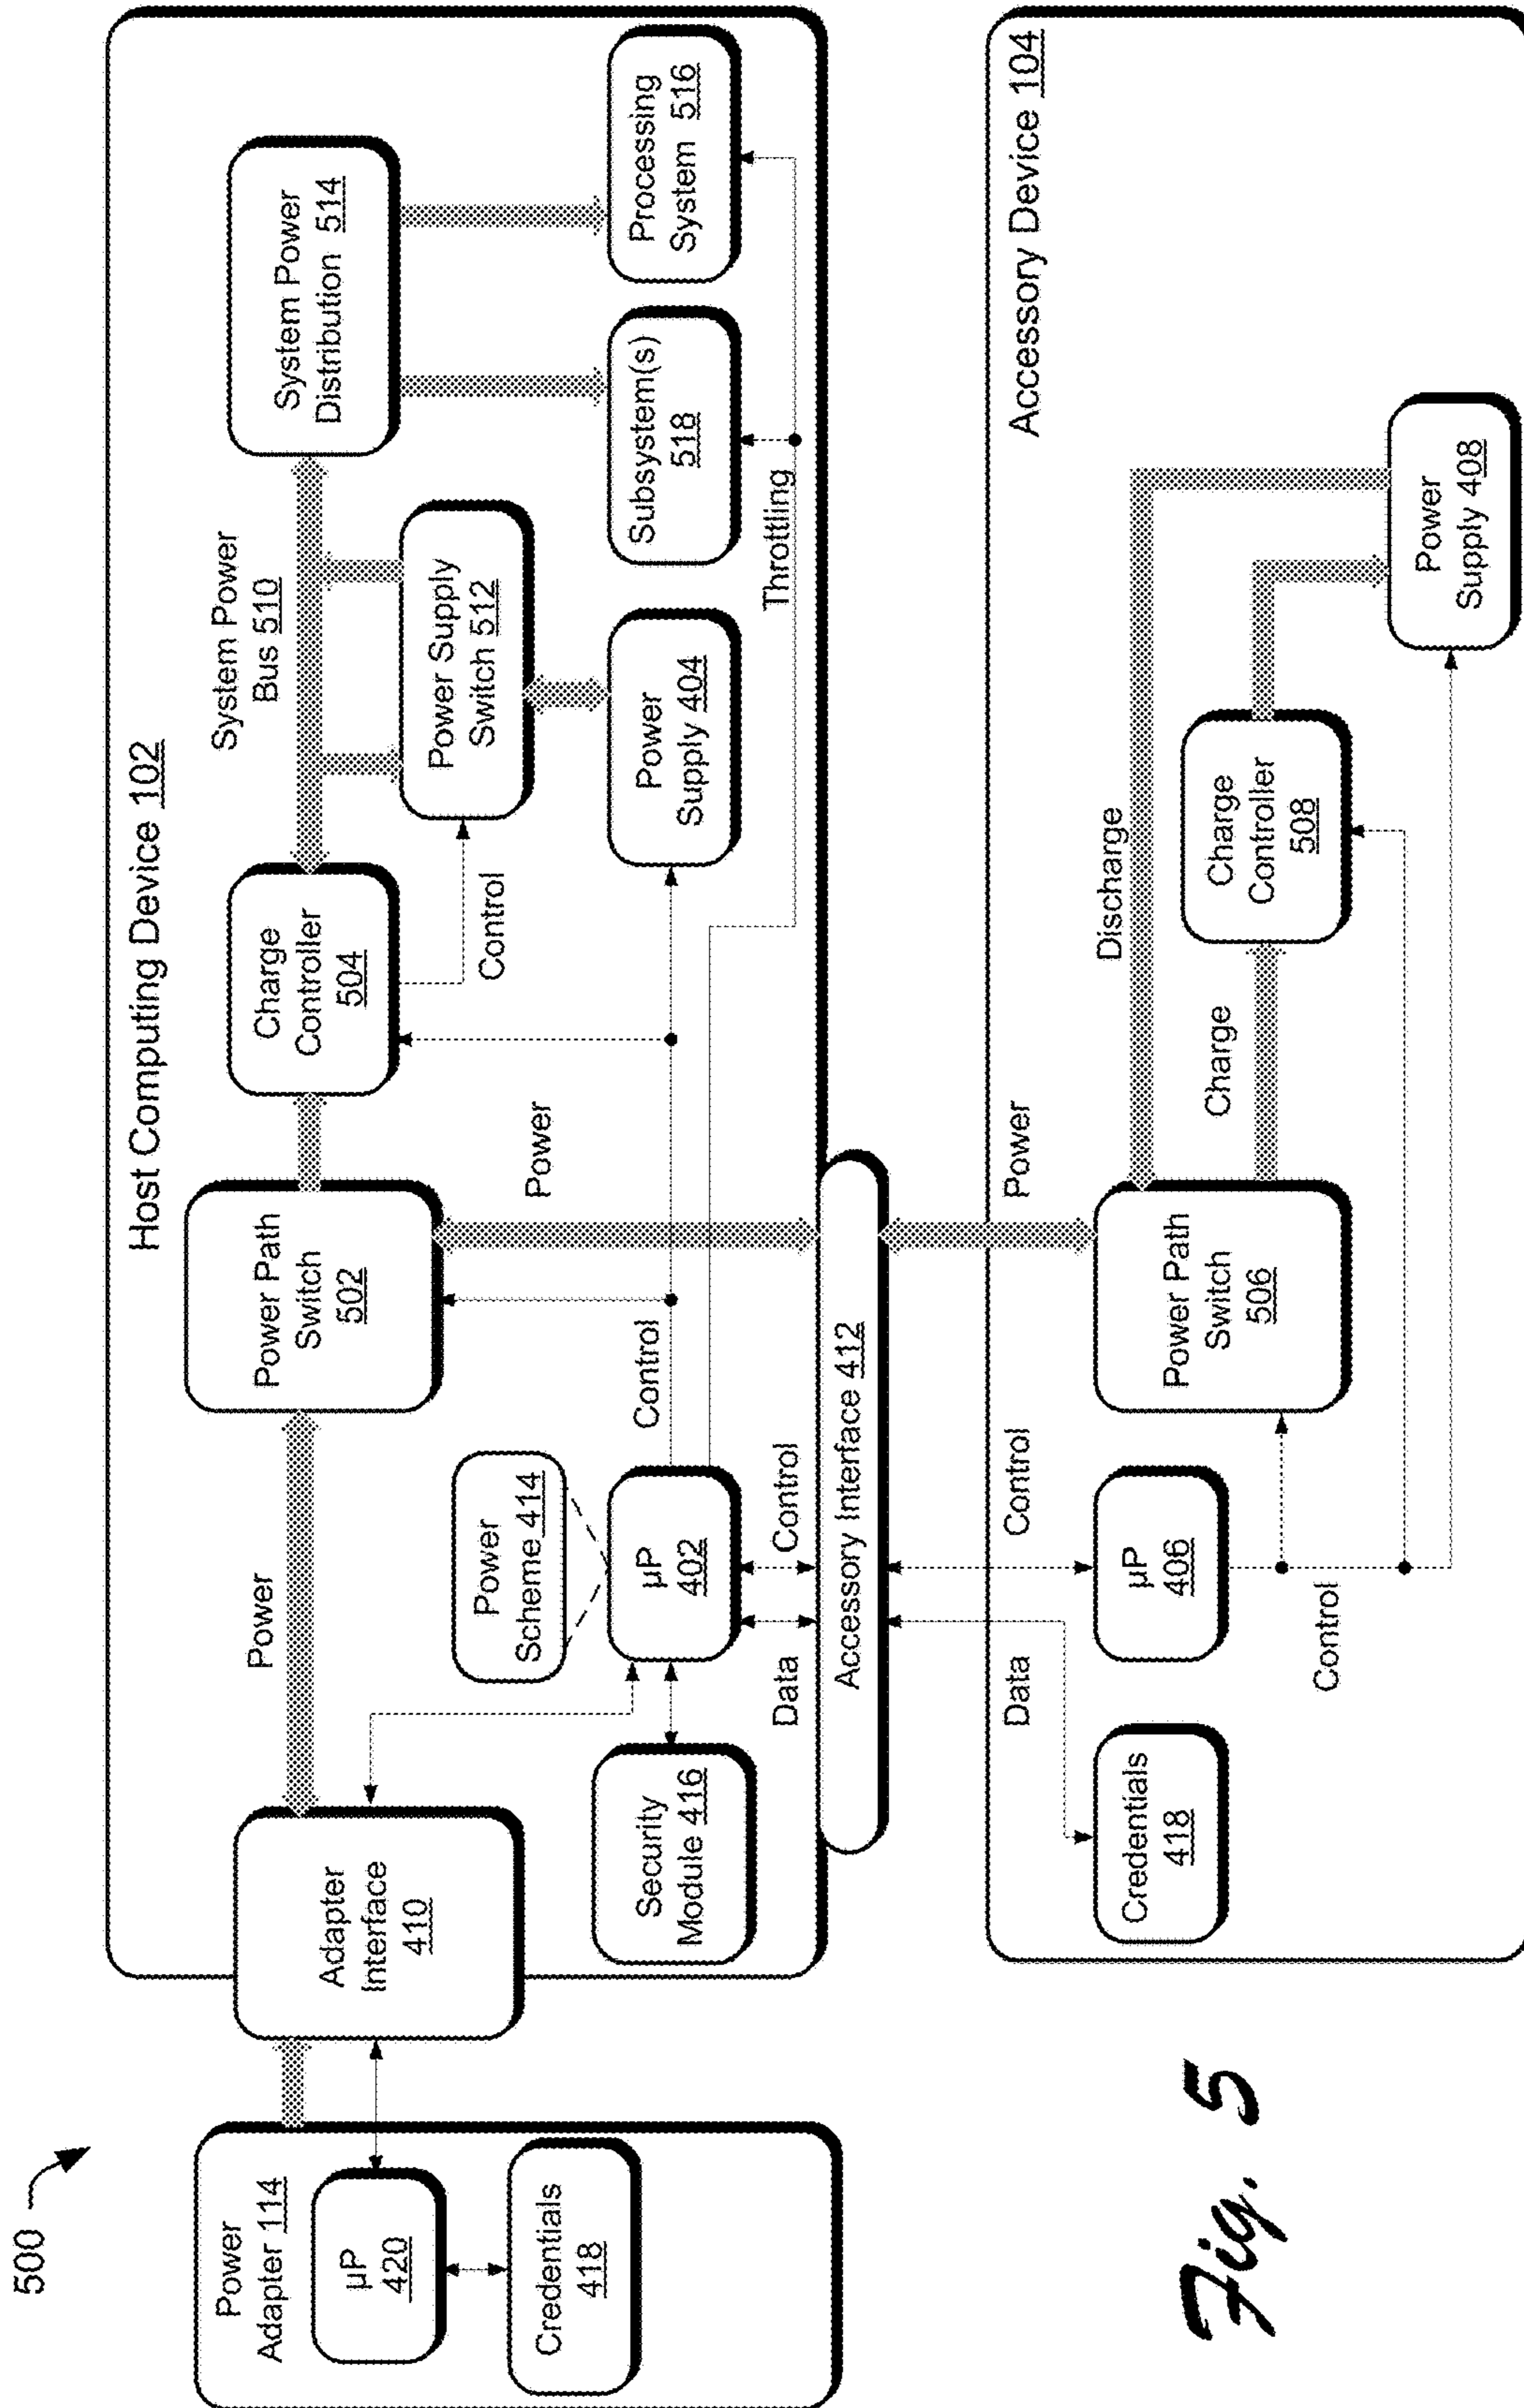 500
Power
Adapter 114
µP
420
Credentials
418
Adapter
Interface
410
Host Computing Device 102
Power
Power Path
Switch
502
Charge
Controller
504
System Power
Bus 510
System Power
Distribution 514
Control
Power Supply
Switch 512
Power
Scheme 414
Security
Module 416
µP
402
Control
Power
Power
Supply 404
Subsystem(s)
518
Processing
System 516
Throttling
Data
Control
Accessory Interface 412
Accessory Device 104
Data
Control
Power
Credentials
418
µP
406
Control
Power Path
Switch
506
Discharge
Charge
Charge
Controller
508
Power
Supply 408
Fig. 5